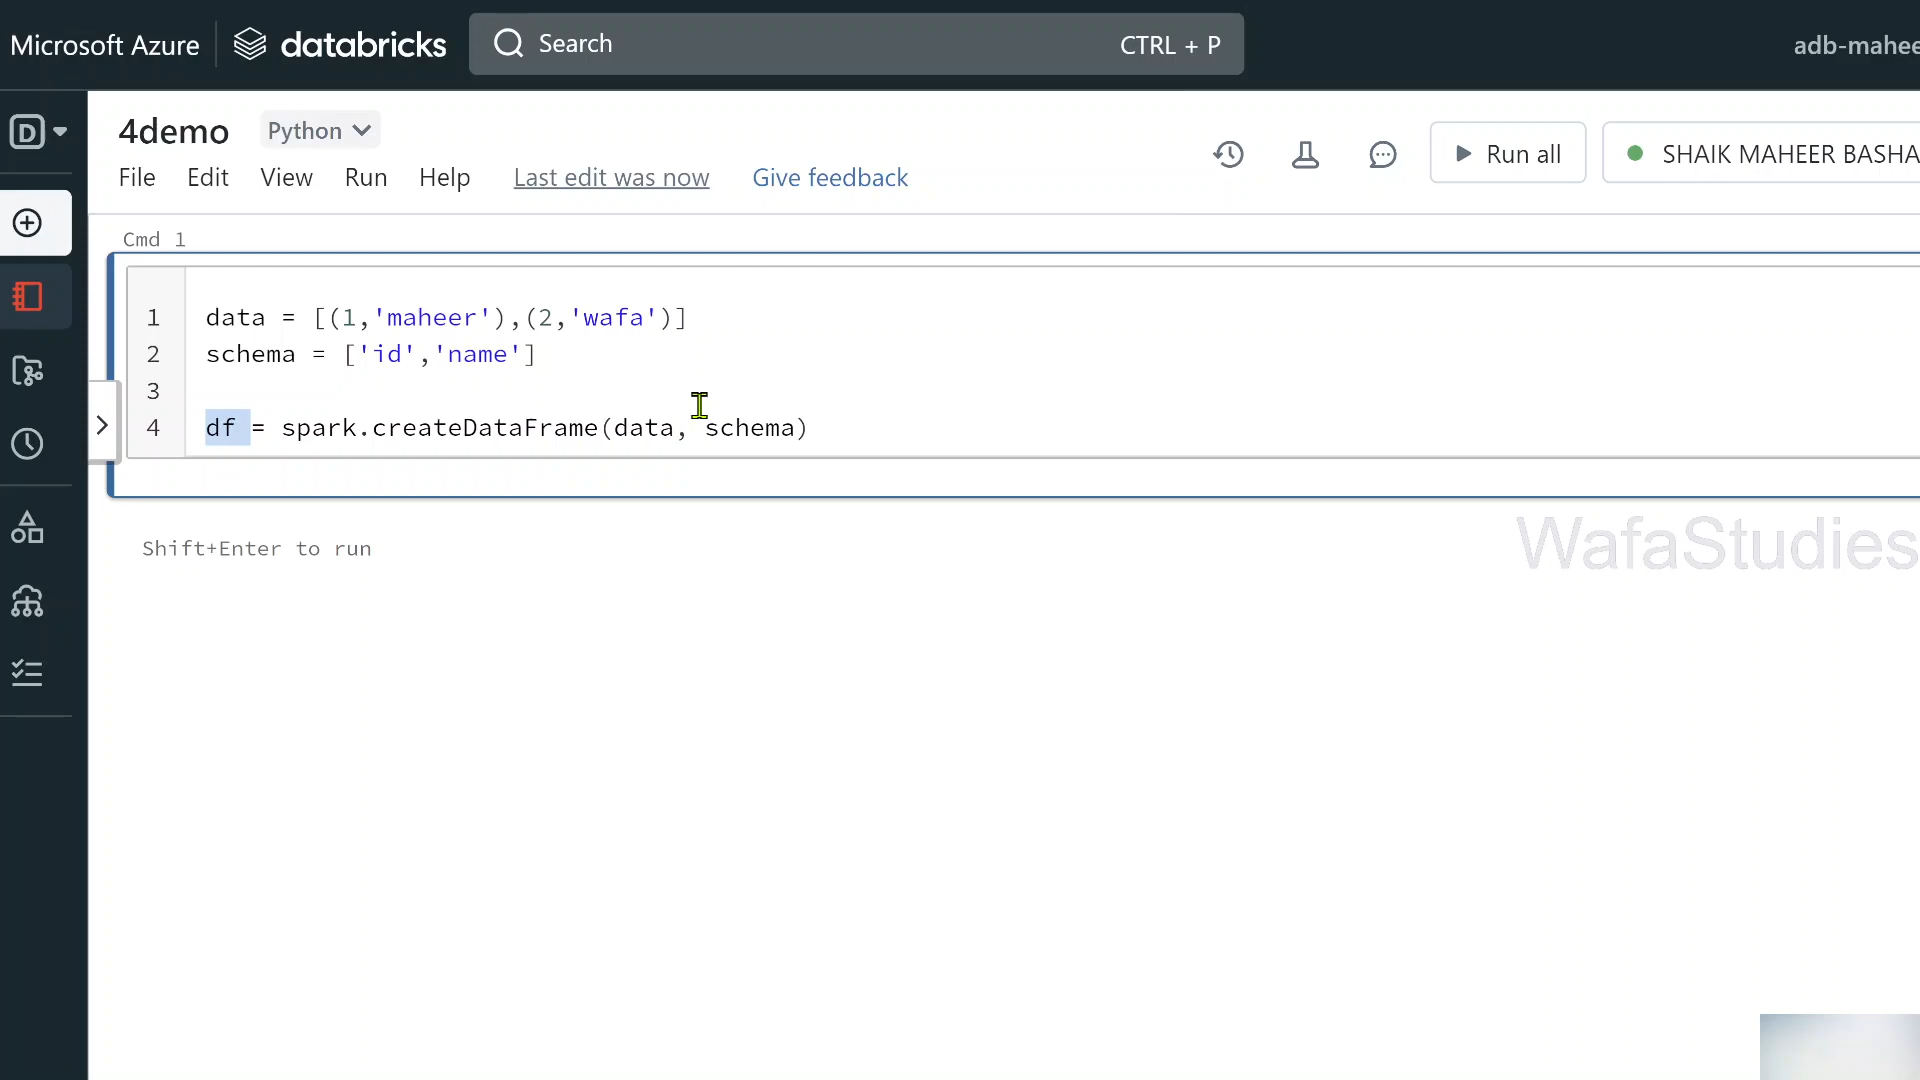 Microsoft Azure databricks Search CTRL + P adb-mahee
D 4demo Python
File Edit View Run Help Last edit was now Give feedback Run all SHAIK MAHEER BASHA
Cmd 1
1 data = [(1,'maheer'),(2,'wafa')]
2 schema = ['id','name']
3
4 df = spark.createDataFrame(data, schema)
Shift+Enter to run
WafaStudies